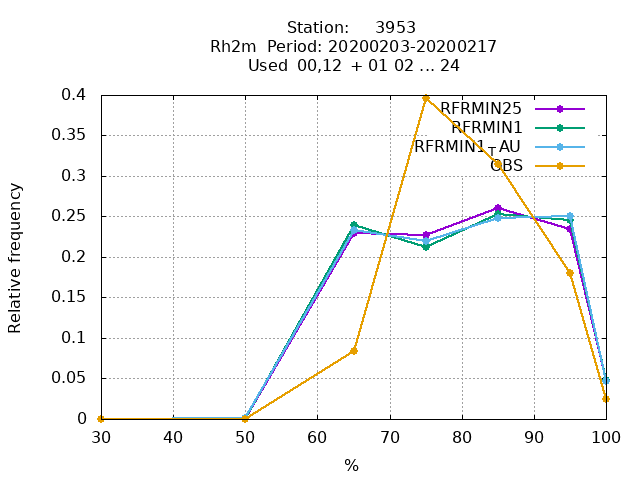 Station: 3953
Rh2m Period: 20200203-20200217
Used 00,12 + 01 02 ... 24
0.4
0.35
0.3
0.25
0.2
0.15
0.1
0.05
0
Relative frequency
RFRMIN25
RFRMIN1
RFRMIN1_TAU
OBS
30 40 50 60 70 80 90 100
%